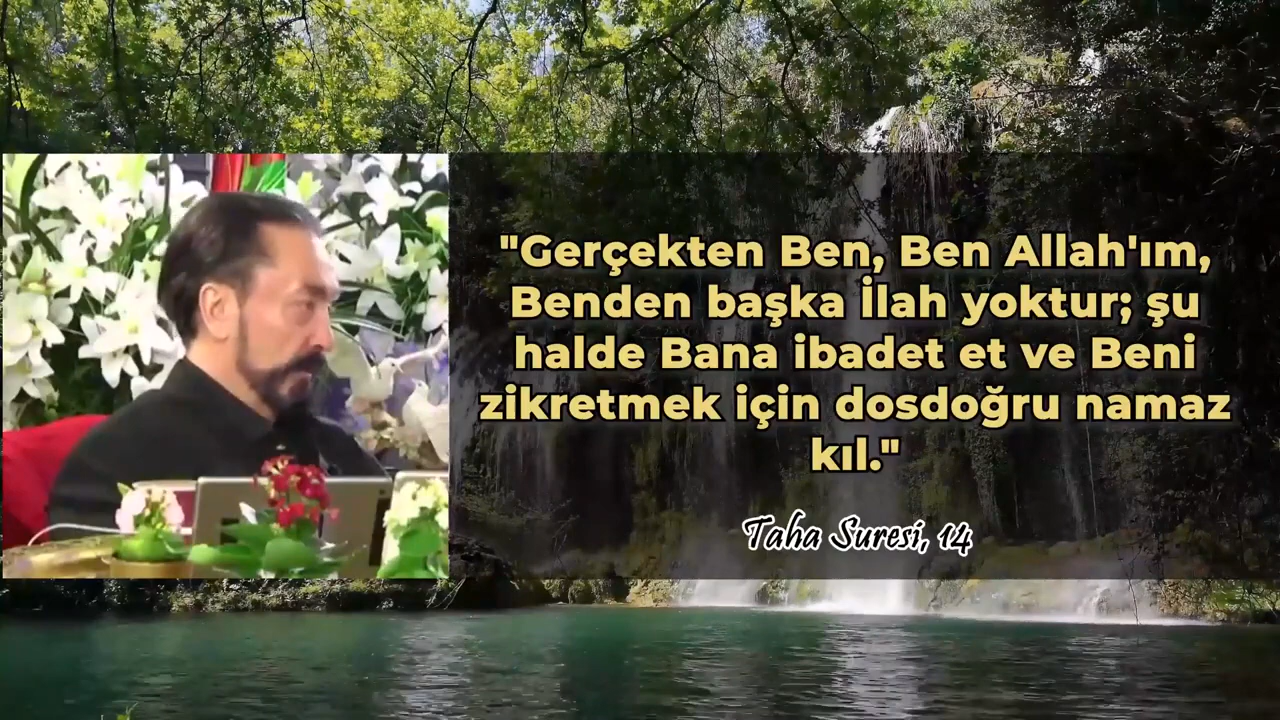 "Gerçekten Ben, Ben Allah'ım,
Benden başka İlah yoktur; şu
halde Bana ibadet et ve Beni
zikretmek için dosdoğru namaz
kıl."
Taha Suresi, 14